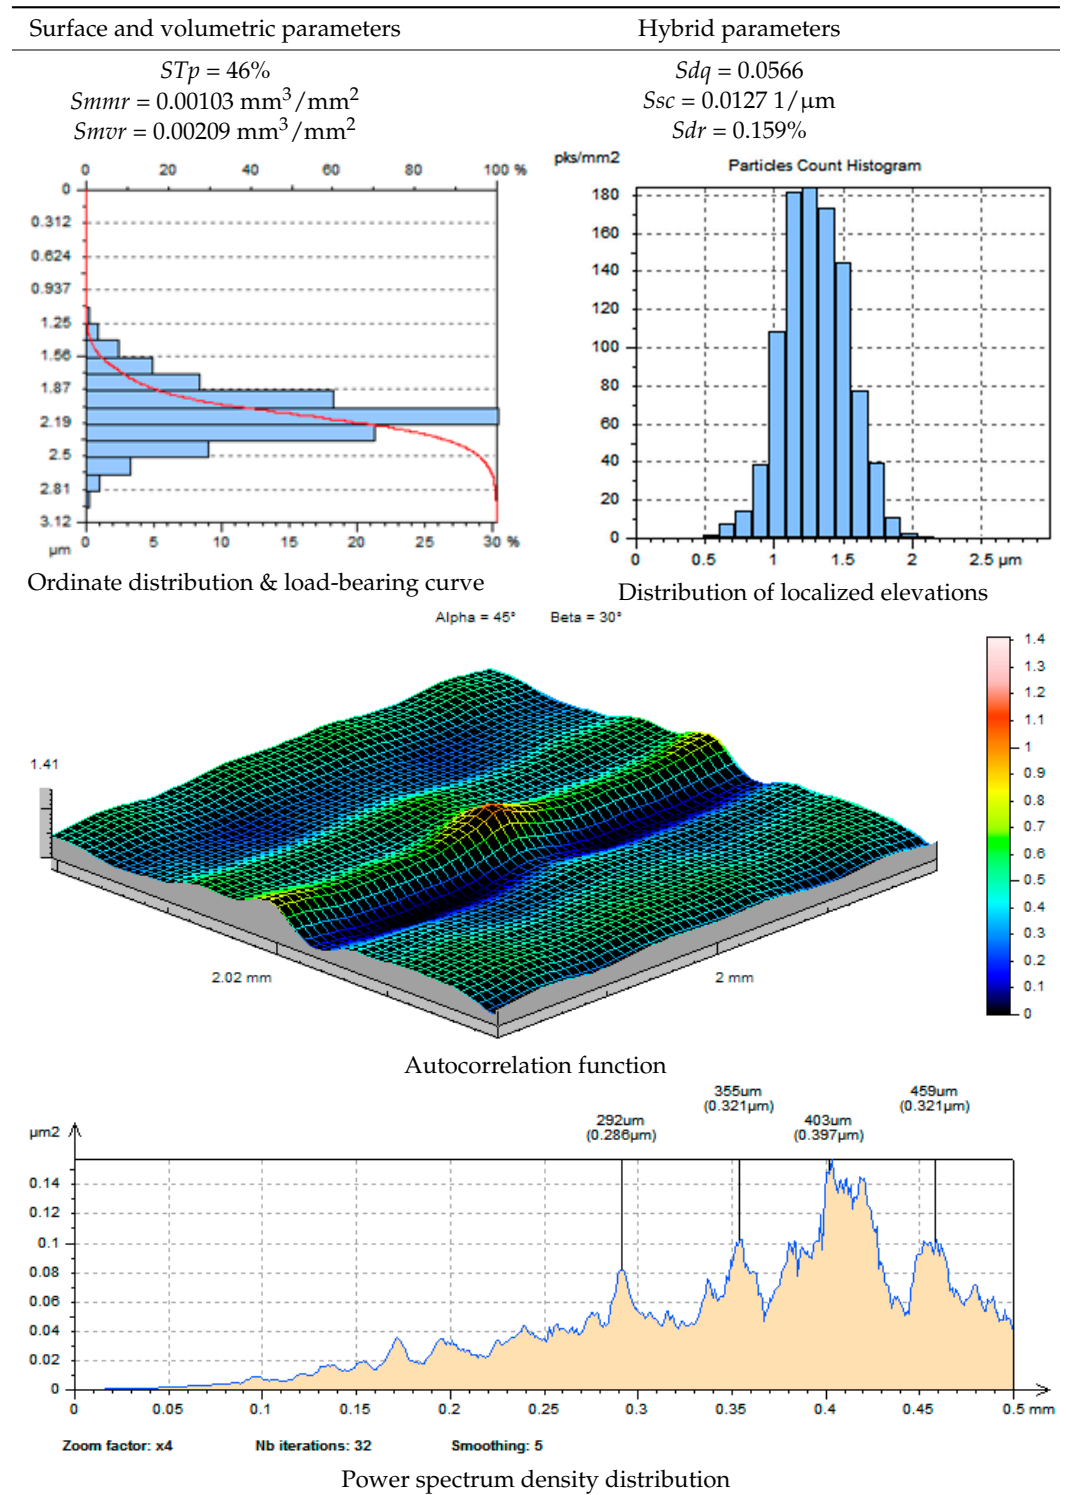 Surface and volumetric parameters Hybrid parameters
STp = 46% Sdq = 0.0566
Smmr = 0.00103 mm³/mm² Ssc = 0.0127 1/μm
Smvr = 0.00209 mm³/mm² Sdr = 0.159%
0 20 40 60 80 100 %
0
0.312
0.624
0.937
1.25
1.56
1.87
2.19
2.5
2.81
3.12
μm
0 5 10 15 20 25 30 %
Ordinate distribution & load-bearing curve
pks/mm2
Particles Count Histogram
180
160
140
120
100
80
60
40
20
0
0 0.5 1 1.5 2 2.5 μm
Distribution of localized elevations
Alpha = 45° Beta = 30°
1.41
2.02 mm
2 mm
1.4
1.3
1.2
1.1
1
0.9
0.8
0.7
0.6
0.5
0.4
0.3
0.2
0.1
0
Autocorrelation function
292um
(0.286μm)
355um
(0.321μm)
403um
(0.397μm)
459um
(0.321μm)
μm2
0.14
0.12
0.1
0.08
0.06
0.04
0.02
0
0 0.05 0.1 0.15 0.2 0.25 0.3 0.35 0.4 0.45 0.5 mm
Zoom factor: x4 Nb iterations: 32 Smoothing: 5
Power spectrum density distribution